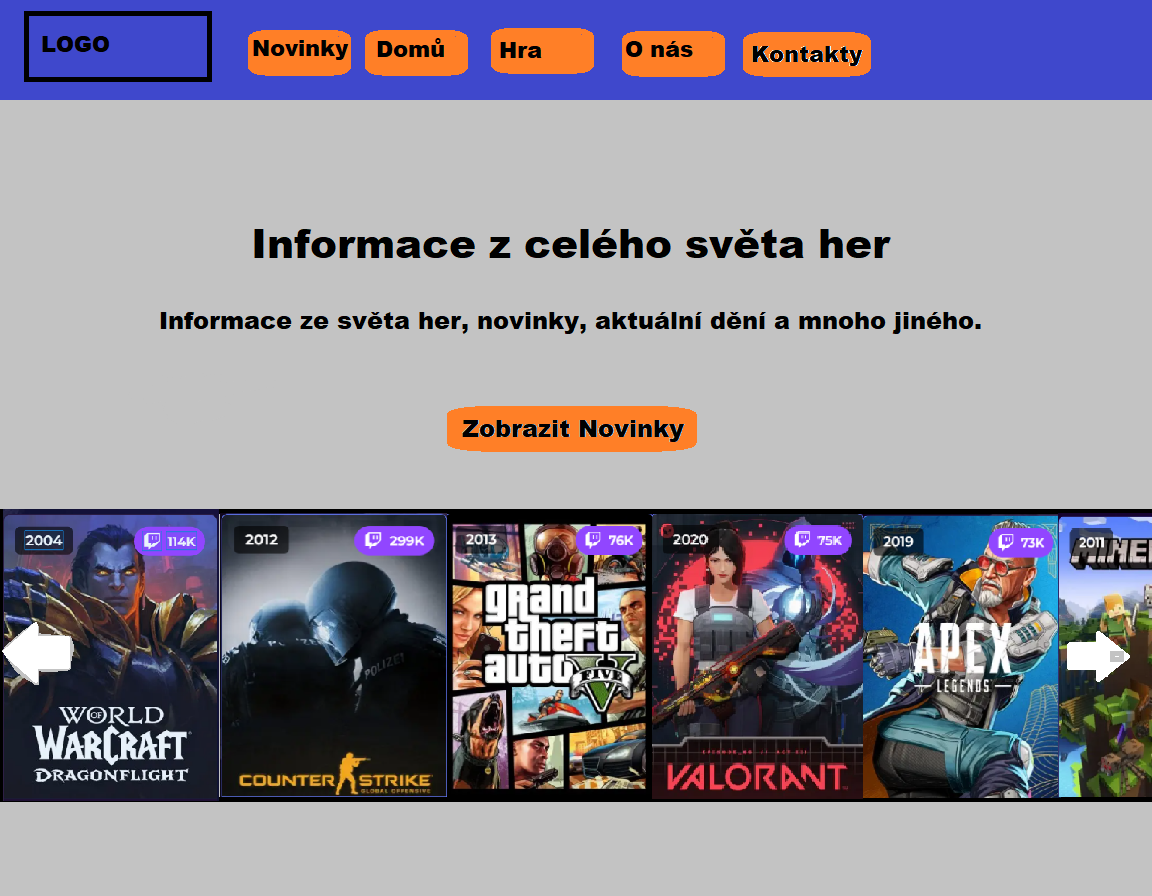 LOGO
Novinky
Domů
Hra
O nás
Kontakty
Informace z celého světa her
Informace ze světa her, novinky, aktuální dění a mnoho jiného.
Zobrazit Novinky
2004
114K
2012
299K
2013
76K
2020
75K
2019
73K
2011
POLIZEI
WORLD
OF
WARCRAFT
DRAGONFLIGHT
COUNTER STRIKE
GLOBAL OFFENSIVE
grand
theft
auto
FIVE
V
VALORANT
APEX
LEGENDS
MINE